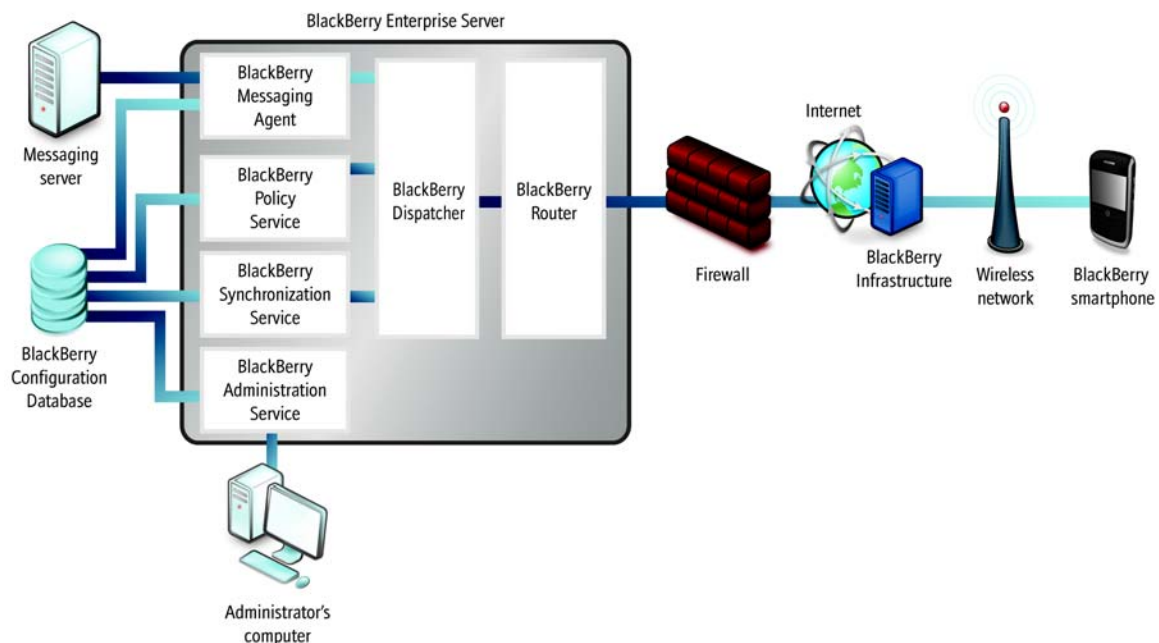 BlackBerry Enterprise Server
Messaging
server
BlackBerry
Configuration
Database
BlackBerry
Messaging
Agent
BlackBerry
Policy
Service
BlackBerry
Synchronization
Service
BlackBerry
Administration
Service
BlackBerry
Dispatcher
BlackBerry
Router
Firewall
Internet
BlackBerry
Infrastructure
Wireless
network
BlackBerry
smartphone
Administrator's
computer